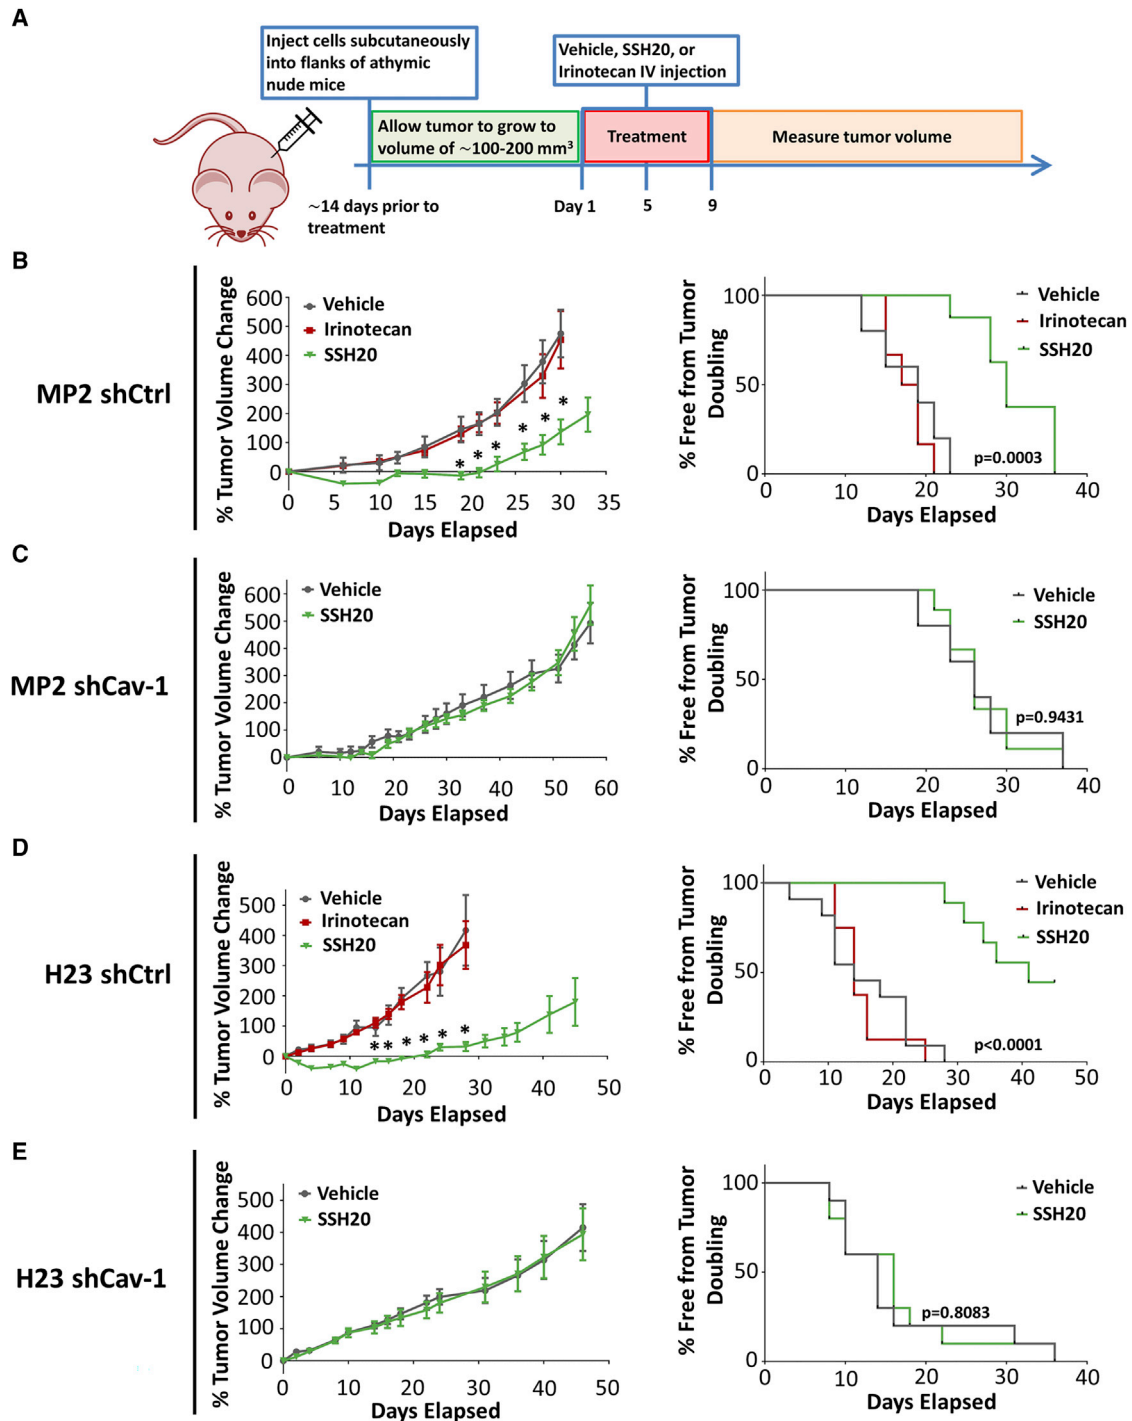 A
Inject cells subcutaneously
into flanks of athymic
nude mice
Vehicle, SSH20, or
Irinotecan IV injection
Allow tumor to grow to
volume of ~100-200 mm³
Treatment
Measure tumor volume
~14 days prior to
treatment
Day 1
5
9
B
MP2 shCtrl
% Tumor Volume Change
600
500
400
300
200
100
0
Vehicle
Irinotecan
SSH20
* * * * * *
0 5 10 15 20 25 30 35
Days Elapsed
% Free from Tumor
Doubling
100
50
0
Vehicle
Irinotecan
SSH20
p=0.0003
0 10 20 30 40
Days Elapsed
C
MP2 shCav-1
% Tumor Volume Change
600
500
400
300
200
100
0
Vehicle
SSH20
0 10 20 30 40 50 60
Days Elapsed
% Free from Tumor
Doubling
100
50
0
Vehicle
SSH20
p=0.9431
0 10 20 30 40
Days Elapsed
D
H23 shCtrl
% Tumor Volume Change
500
400
300
200
100
0
Vehicle
Irinotecan
SSH20
* * * * * *
0 10 20 30 40 50
Days Elapsed
% Free from Tumor
Doubling
100
50
0
Vehicle
Irinotecan
SSH20
p<0.0001
0 10 20 30 40 50
Days Elapsed
E
H23 shCav-1
% Tumor Volume Change
500
400
300
200
100
0
Vehicle
SSH20
0 10 20 30 40 50
Days Elapsed
% Free from Tumor
Doubling
100
50
0
Vehicle
SSH20
p=0.8083
0 10 20 30 40
Days Elapsed